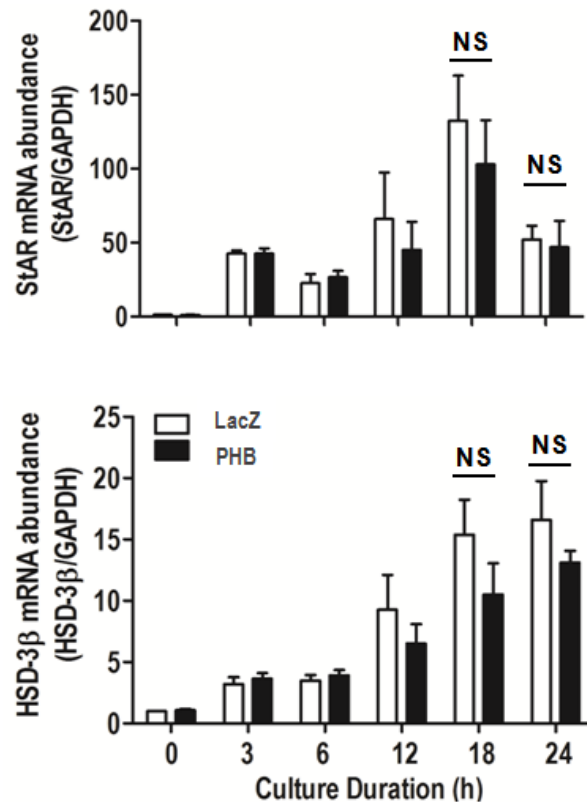 200
150
100
50
0
StAR mRNA abundance
(StAR/GAPDH)
NS
NS
25
20
15
10
5
0
HSD-3β mRNA abundance
(HSD-3β/GAPDH)
LacZ
PHB
NS
NS
0 3 6 12 18 24
Culture Duration (h)